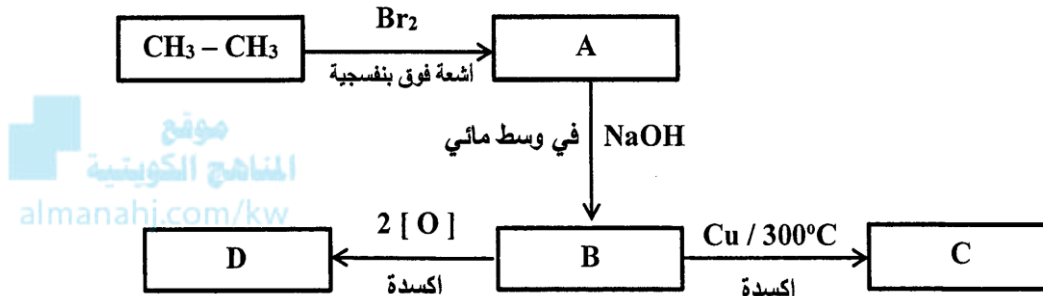 CH₃ – CH₃
Br₂
أشعة فوق بنفسجية
A
في وسط مائي
NaOH
موقع
المناهج الكويتية
almanahj.com/kw
D
2 [ O ]
اكسدة
B
Cu / 300⁰C
اكسدة
C